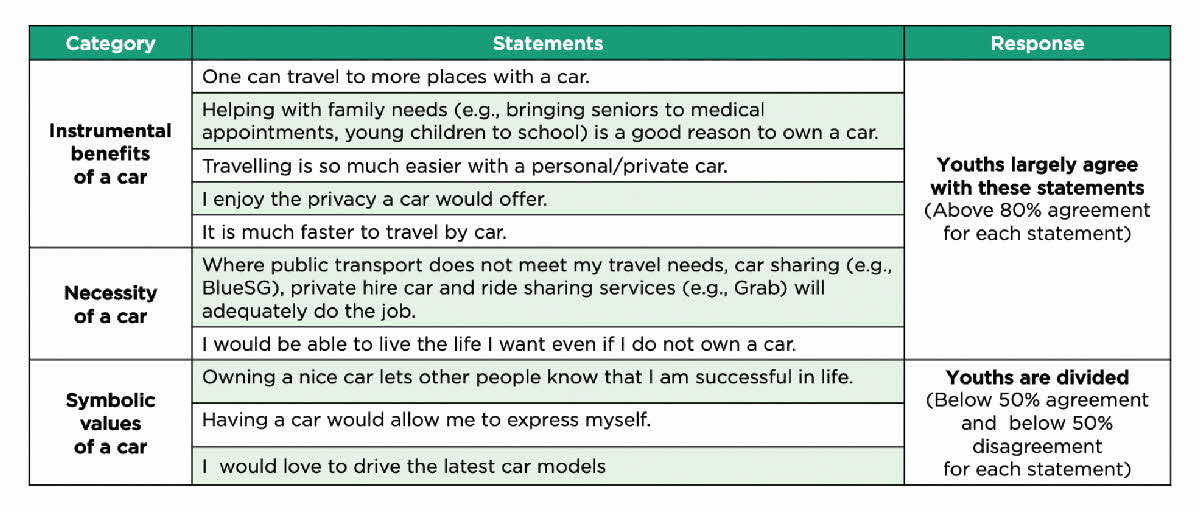 Category
Statements
Response
Instrumental
benefits
of a car
One can travel to more places with a car.
Helping with family needs (e.g., bringing seniors to medical
appointments, young children to school) is a good reason to own a car.
Travelling is so much easier with a personal/private car.
I enjoy the privacy a car would offer.
It is much faster to travel by car.
Youths largely agree
with these statements
(Above 80% agreement
for each statement)
Necessity
of a car
Where public transport does not meet my travel needs, car sharing (e.g.,
BlueSG), private hire car and ride sharing services (e.g., Grab) will
adequately do the job.
I would be able to live the life I want even if I do not own a car.
Symbolic
values
of a car
Owning a nice car lets other people know that I am successful in life.
Having a car would allow me to express myself.
I would love to drive the latest car models
Youths are divided
(Below 50% agreement
and below 50%
disagreement
for each statement)